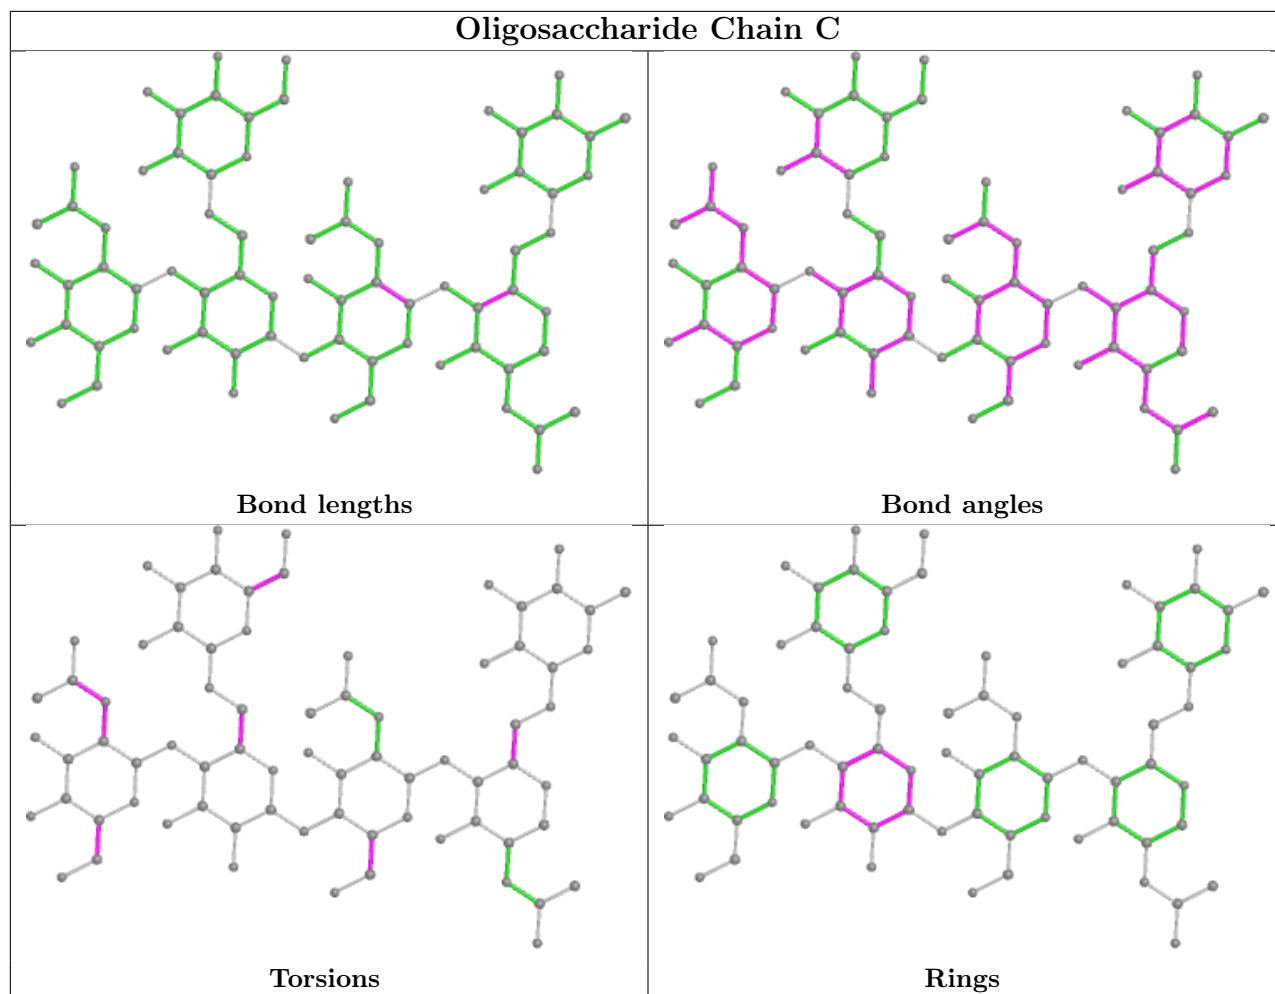 Oligosaccharide Chain C
Bond lengths
Bond angles
Torsions
Rings